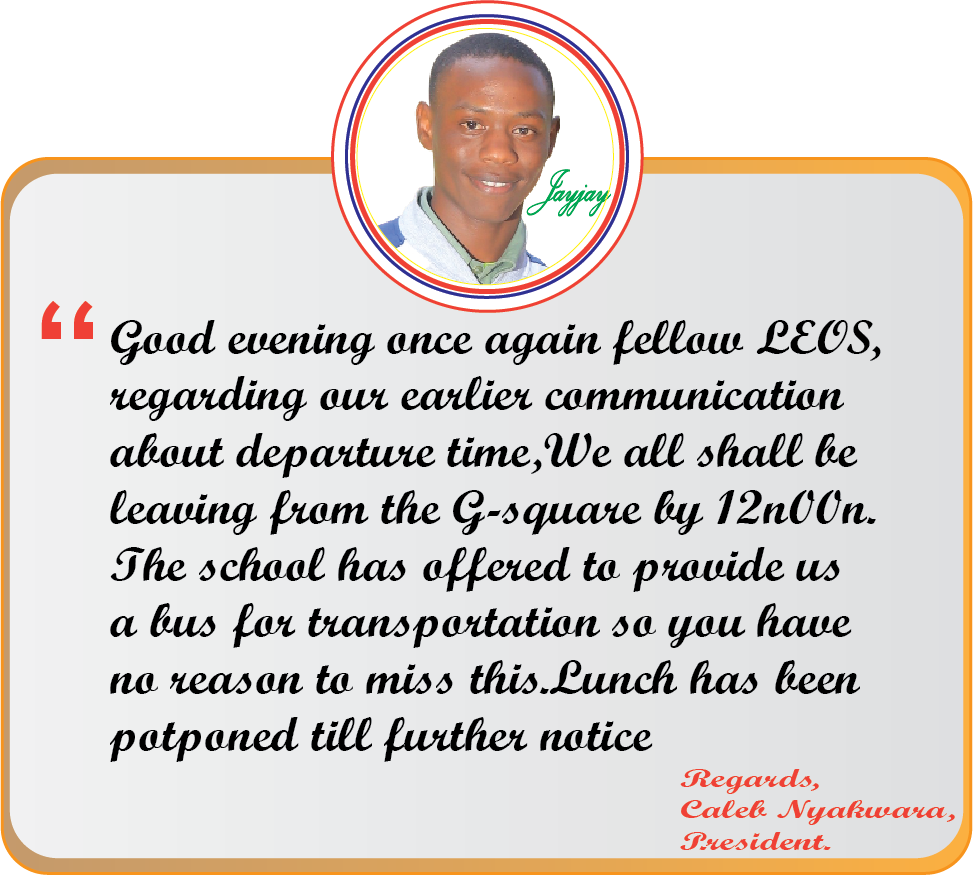 Jayjay
“
Good evening once again fellow LEOS,
regarding our earlier communication
about departure time,We all shall be
leaving from the G-square by 12n00n.
The school has offered to provide us
a bus for transportation so you have
no reason to miss this.Lunch has been
potponed till further notice
Regards,
Caleb Nyakwara,
President.